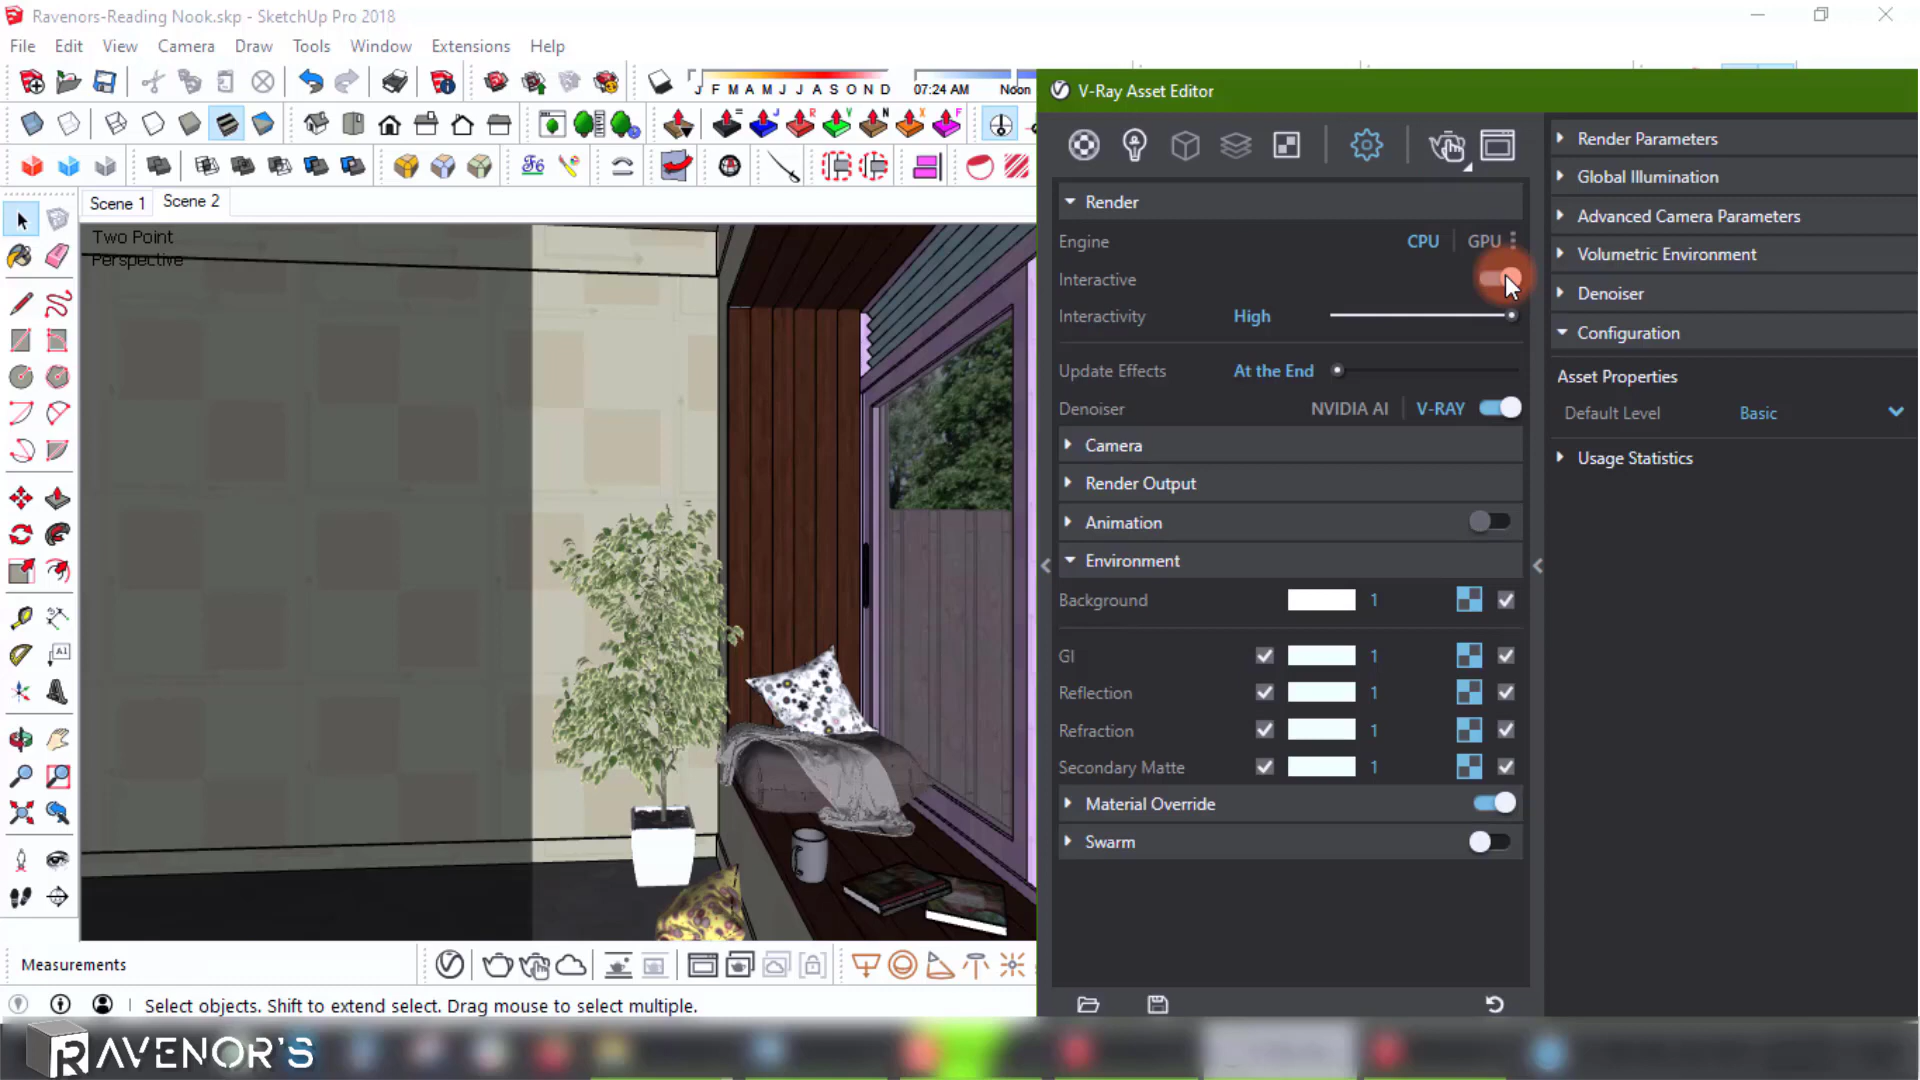 Ravenors-Reading Nook.skp - SketchUp Pro 2018
File Edit View Camera Draw Tools Window Extensions Help
J F M A M J J A S O N D 07:24 AM Noon
V-Ray Asset Editor
Scene 1 Scene 2
Two Point
Perspective
Render
Engine CPU GPU
Interactive
Interactivity High
Update Effects At the End
Denoiser NVIDIA AI V-RAY
Camera
Render Output
Animation
Environment
Background 1
GI 1
Reflection 1
Refraction 1
Secondary Matte 1
Material Override
Swarm
Render Parameters
Global Illumination
Advanced Camera Parameters
Volumetric Environment
Denoiser
Configuration
Asset Properties
Default Level Basic
Usage Statistics
Measurements
Select objects. Shift to extend select. Drag mouse to select multiple.
RAVENOR'S